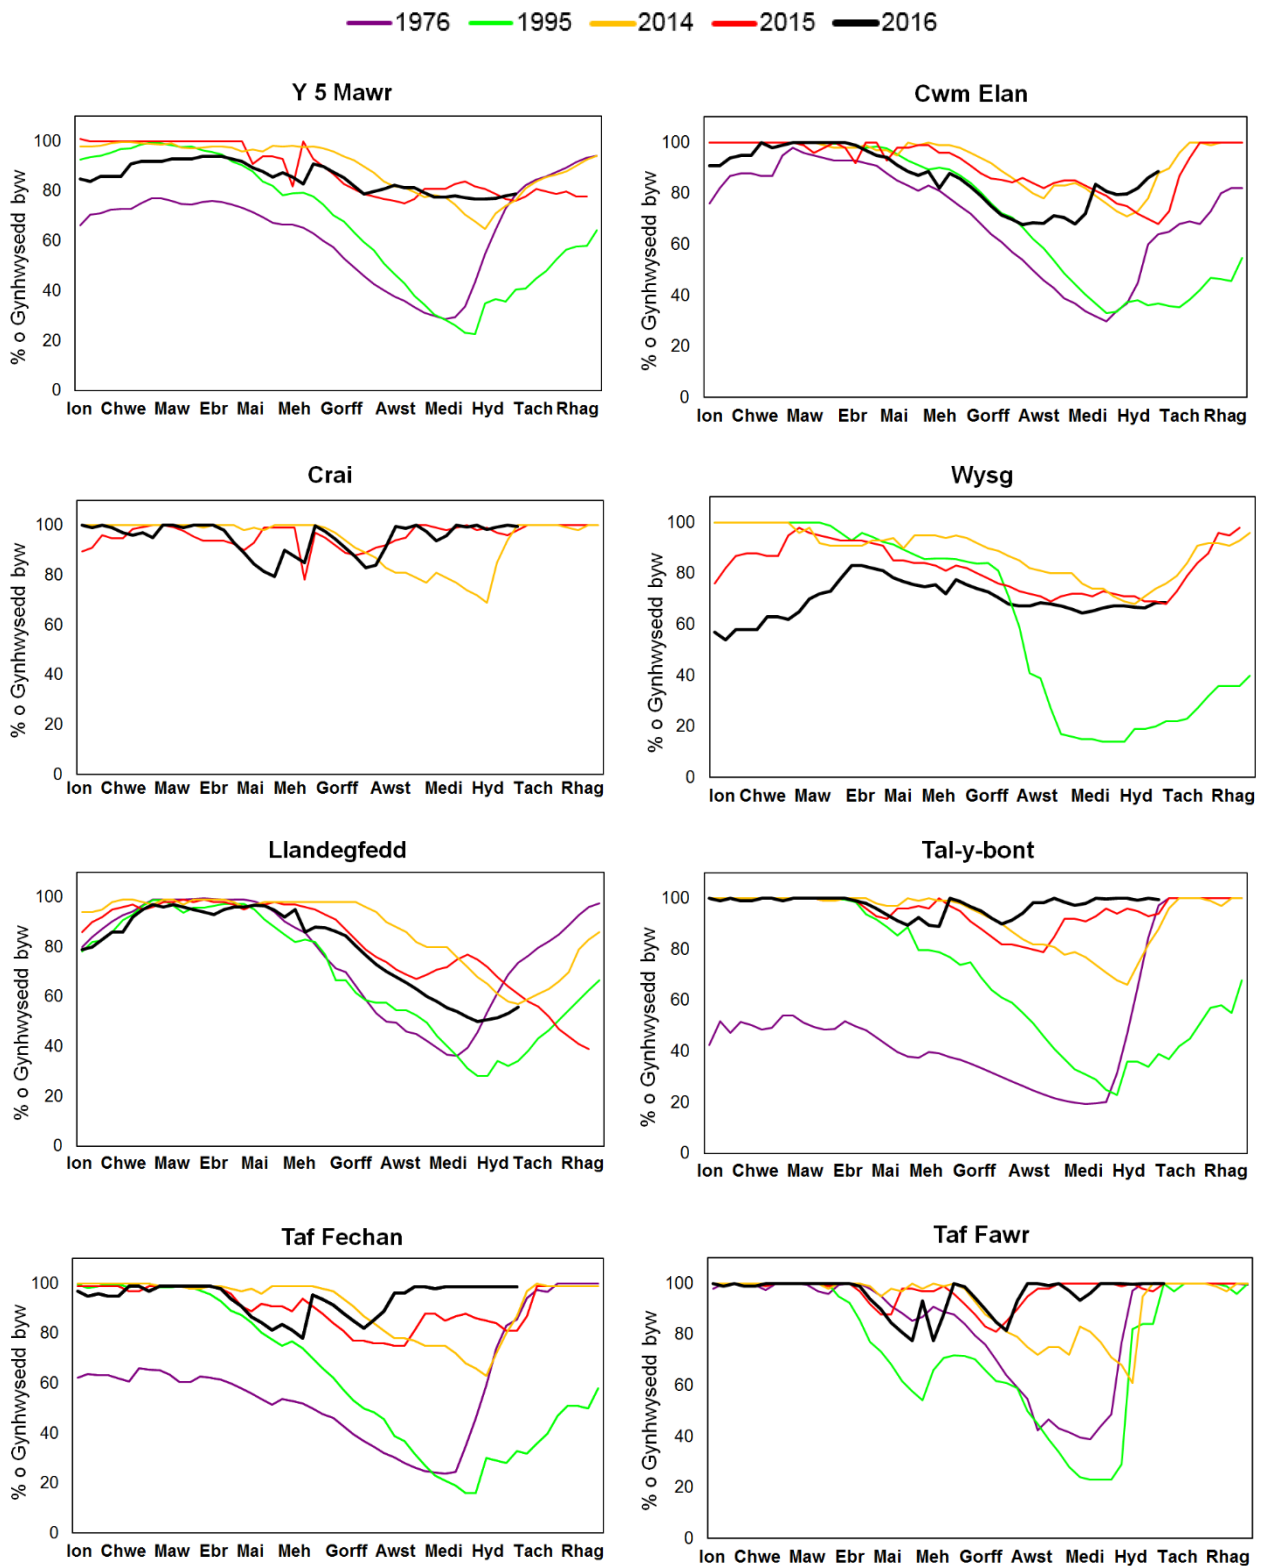 1976 1995 2014 2015 2016
Y 5 Mawr
% o Gynhwysedd byw
100
80
60
40
20
0
Ion Chwe Maw Ebr Mai Meh Gorff Awst Medi Hyd Tach Rhag
Cwm Elan
% o Gynhwysedd byw
100
80
60
40
20
0
Ion Chwe Maw Ebr Mai Meh Gorff Awst Medi Hyd Tach Rhag
Crai
% o Gynhwysedd byw
100
80
60
40
20
0
Ion Chwe Maw Ebr Mai Meh Gorff Awst Medi Hyd Tach Rhag
Wysg
% o Gynhwysedd byw
100
80
60
40
20
0
Ion Chwe Maw Ebr Mai Meh Gorff Awst Medi Hyd Tach Rhag
Llandegfedd
% o Gynhwysedd byw
100
80
60
40
20
0
Ion Chwe Maw Ebr Mai Meh Gorff Awst Medi Hyd Tach Rhag
Tal-y-bont
% o Gynhwysedd byw
100
80
60
40
20
0
Ion Chwe Maw Ebr Mai Meh Gorff Awst Medi Hyd Tach Rhag
Taf Fechan
% o Gynhwysedd byw
100
80
60
40
20
0
Ion Chwe Maw Ebr Mai Meh Gorff Awst Medi Hyd Tach Rhag
Taf Fawr
% o Gynhwysedd byw
100
80
60
40
20
0
Ion Chwe Maw Ebr Mai Meh Gorff Awst Medi Hyd Tach Rhag